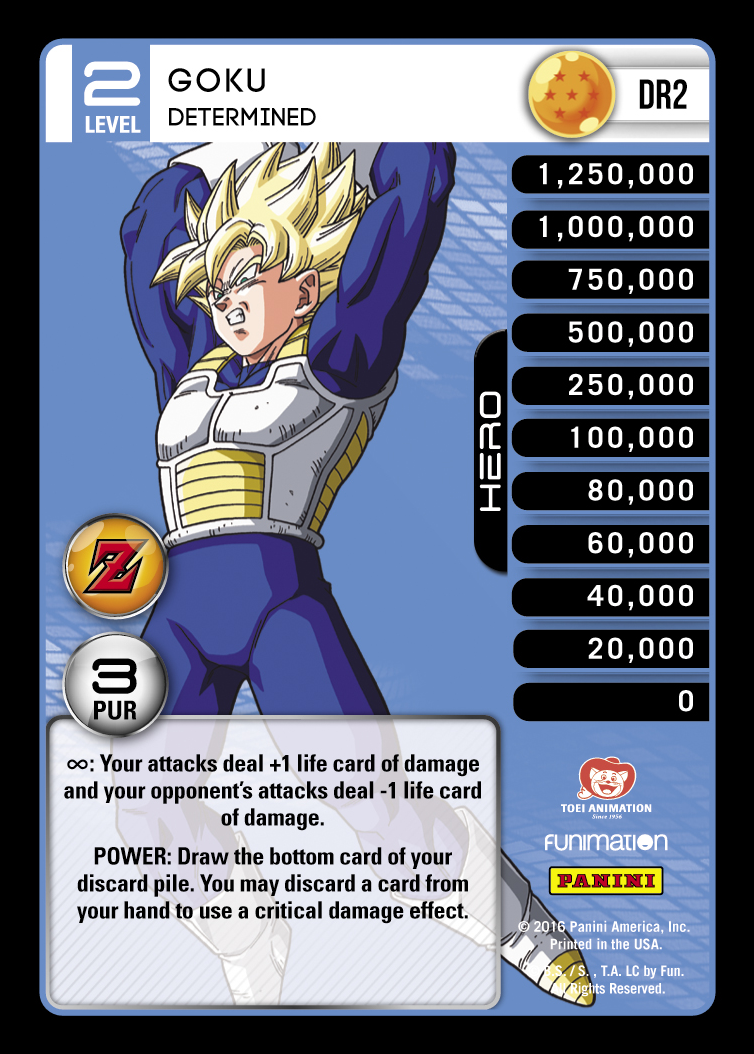 2
LEVEL
GOKU
DETERMINED
DR2
1,250,000
1,000,000
750,000
500,000
250,000
100,000
80,000
60,000
40,000
20,000
0
HERO
Z
3
PUR
∞: Your attacks deal +1 life card of damage
and your opponent's attacks deal -1 life card
of damage.
POWER: Draw the bottom card of your
discard pile. You may discard a card from
your hand to use a critical damage effect.
TOEI ANIMATION
Since 1956
FUNIMATION
PANINI
© 2016 Panini America, Inc.
Printed in the USA.
B.S. / S. , T.A. LC by Fun.
All Rights Reserved.